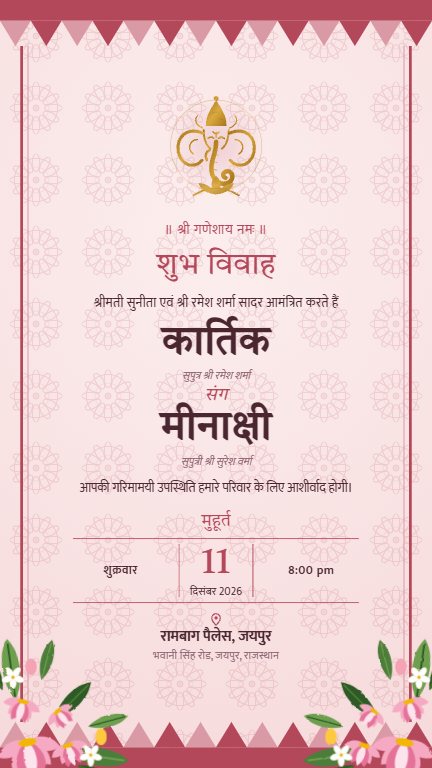 ॥ श्री गणेशाय नमः ॥
शुभ विवाह
श्रीमती सुनीता एवं श्री रमेश शर्मा सादर आमंत्रित करते हैं
कार्तिक
सुपुत्र श्री रमेश शर्मा
संग
मीनाक्षी
सुपुत्री श्री सुरेश वर्मा
आपकी गरिमामयी उपस्थिति हमारे परिवार के लिए आशीर्वाद होगी।
मुहूर्त
शुक्रवार
11
दिसंबर 2026
8:00 pm
रामबाग पैलेस, जयपुर
भवानी सिंह रोड, जयपुर, राजस्थान